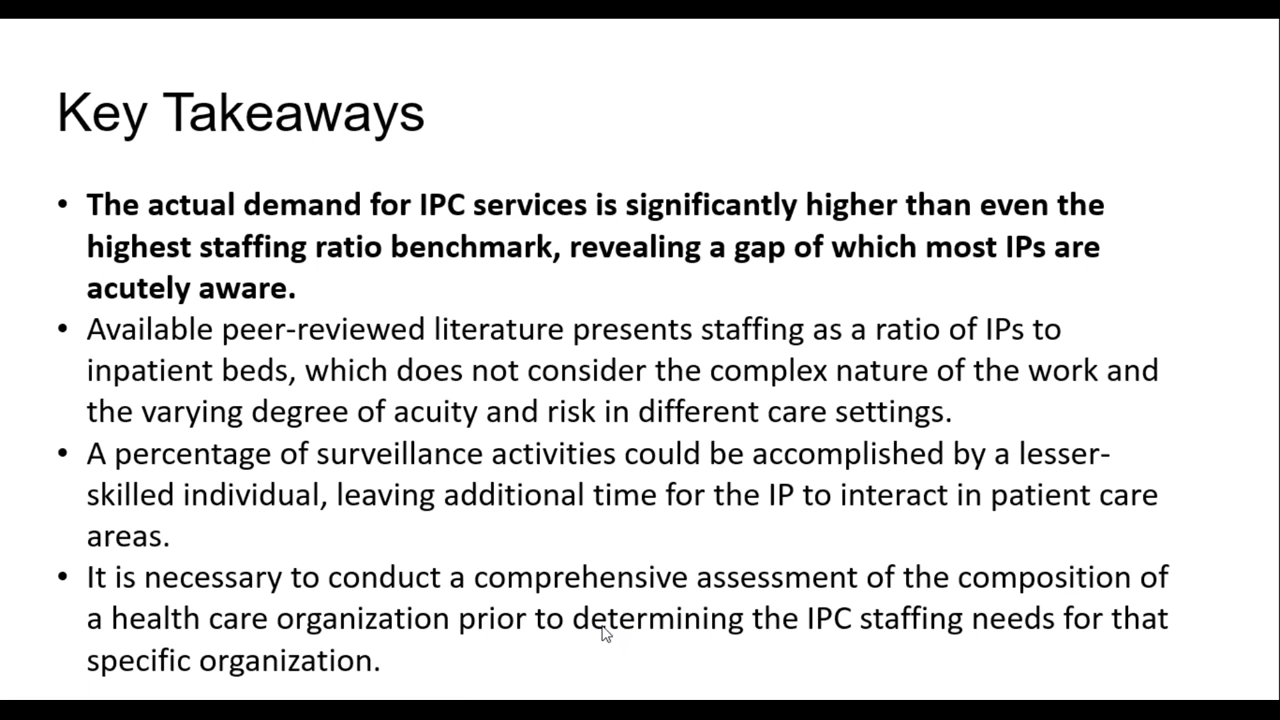 Key Takeaways
• The actual demand for IPC services is significantly higher than even the
highest staffing ratio benchmark, revealing a gap of which most IPs are
acutely aware.
• Available peer-reviewed literature presents staffing as a ratio of IPs to
inpatient beds, which does not consider the complex nature of the work and
the varying degree of acuity and risk in different care settings.
• A percentage of surveillance activities could be accomplished by a lesser-
skilled individual, leaving additional time for the IP to interact in patient care
areas.
• It is necessary to conduct a comprehensive assessment of the composition of
a health care organization prior to determining the IPC staffing needs for that
specific organization.